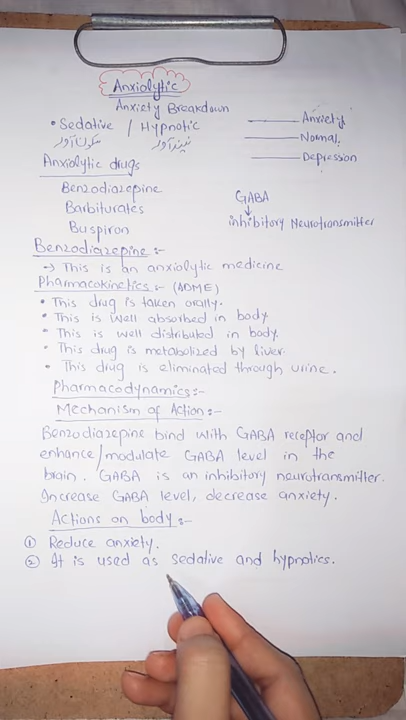 Anxiolytic
Anxiety Breakdown
• Sedative / Hypnotic
سکون آور نیند آور
Anxiety
Normal.
Depression
Anxiolytic drugs
Benzodiazepine
Barbiturates
Buspiron
GABA
inhibitory Neurotransmitter
Benzodiazepine :-
→ This is an anxiolytic medicine
Pharmacokinetics :- (ADME)
• This drug is taken orally.
• This is well absorbed in body.
• This is well distributed in body.
• This drug is metabolized by liver.
• This drug is eliminated through urine.
Pharmacodynamics :-
Mechanism of Action :-
Benzodiazepine bind with GABA receptor and
enhance/modulate GABA level in the
brain. GABA is an inhibitory neurotransmitter.
Increase GABA level, decrease anxiety.
Actions on body :-
① Reduce anxiety.
② It is used as sedative and hypnotics.